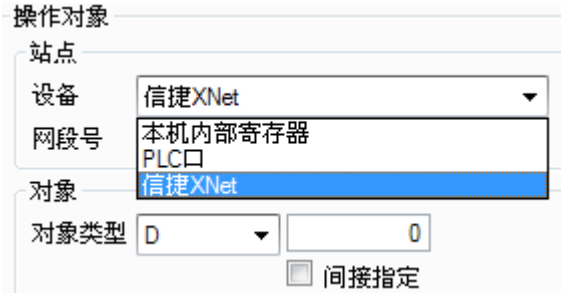 操作对象
站点
设备 信捷XNet
网段号
本机内部寄存器
PLC口
信捷XNet
对象
对象类型 D 0
间接指定